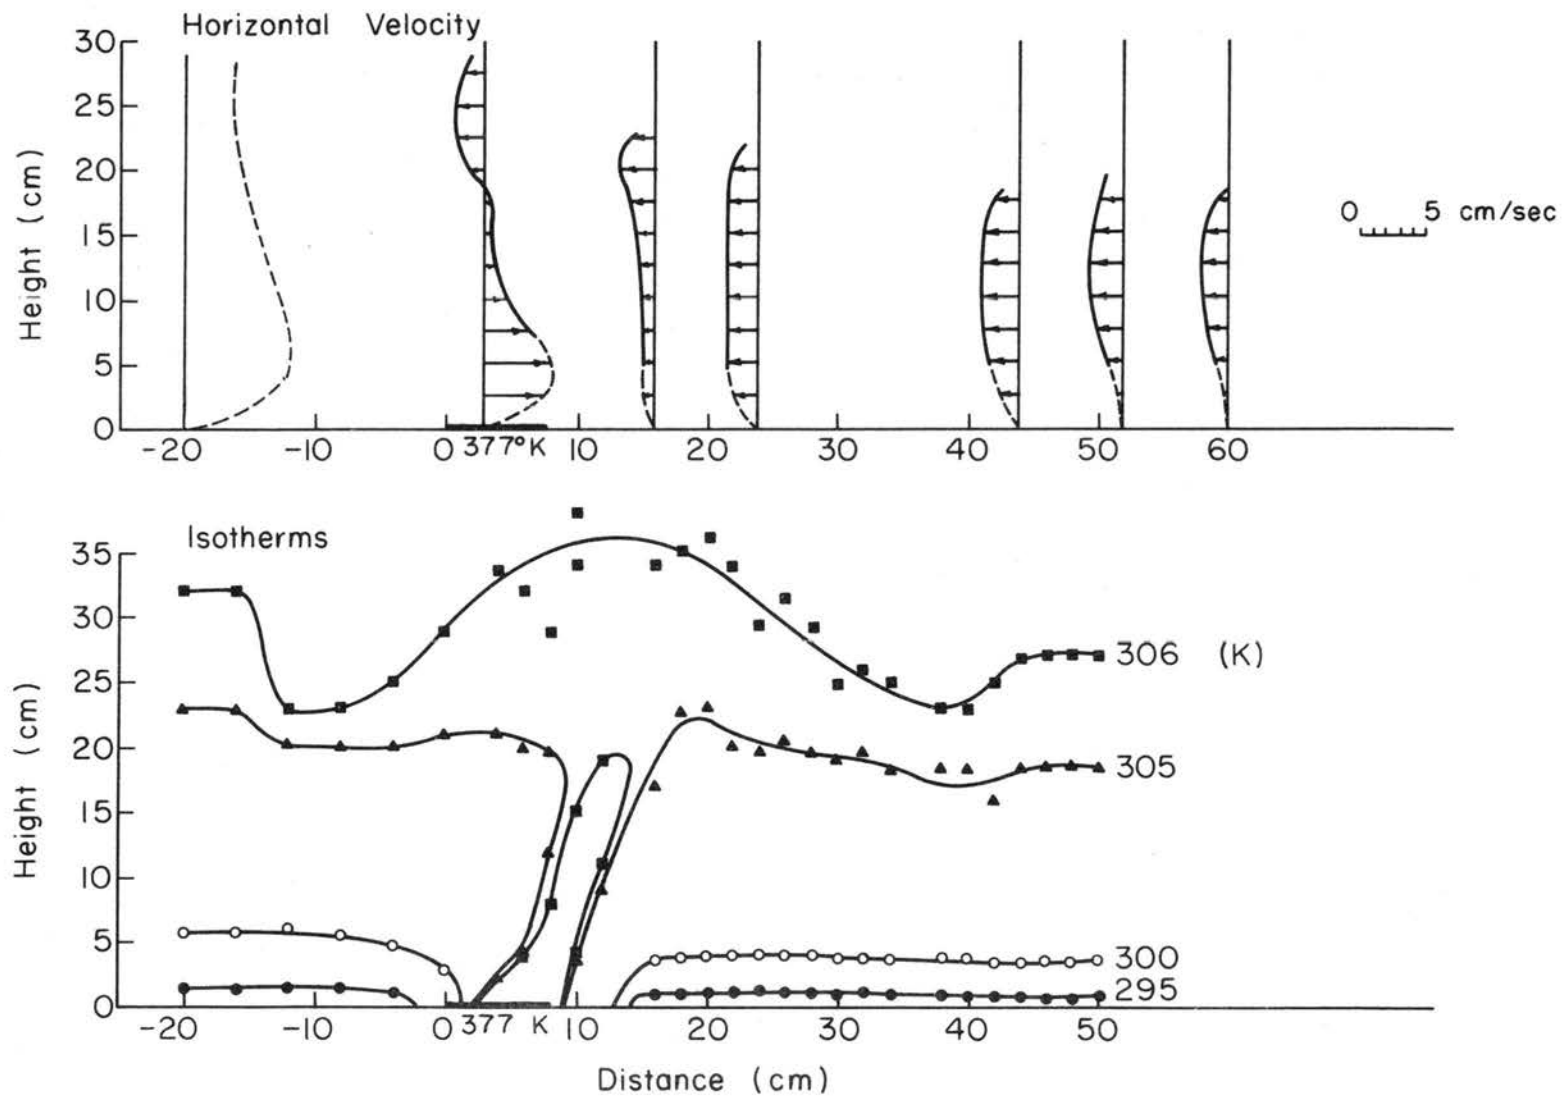 Horizontal Velocity
30
25
20
15
10
5
0
Height (cm)
0 5 cm/sec
-20 -10 0 377°K 10 20 30 40 50 60
Isotherms
35
30
25
20
15
10
5
0
Height (cm)
306 (K)
305
300
295
-20 -10 0 377 K 10 20 30 40 50
Distance (cm)